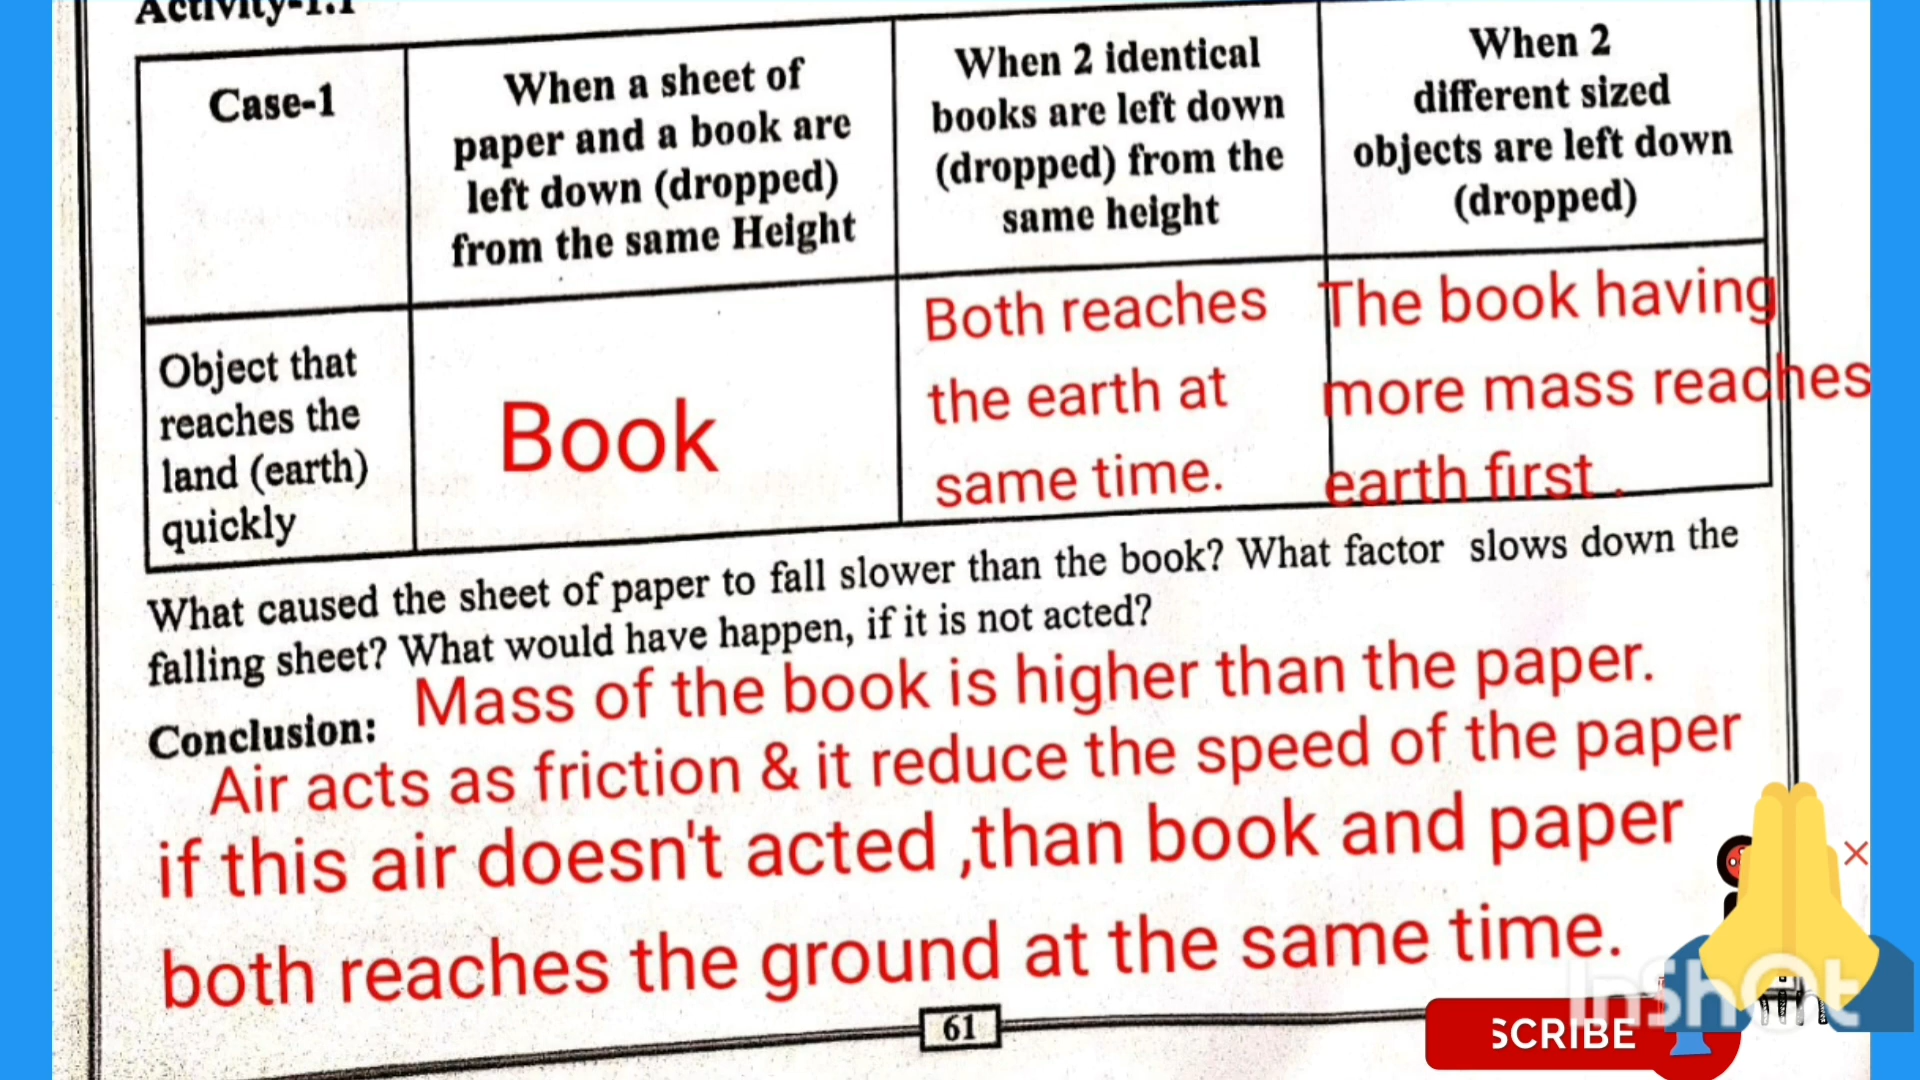 Activity-1.1
Case-1
When a sheet of
paper and a book are
left down (dropped)
from the same Height
When 2 identical
books are left down
(dropped) from the
same height
When 2
different sized
objects are left down
(dropped)
Object that
reaches the
land (earth)
quickly
Book
Both reaches
the earth at
same time.
The book having
more mass reaches
earth first .
What caused the sheet of paper to fall slower than the book? What factor slows down the
falling sheet? What would have happen, if it is not acted?
Conclusion: Mass of the book is higher than the paper.
Air acts as friction & it reduce the speed of the paper
if this air doesn't acted ,than book and paper
both reaches the ground at the same time.
61
SCRIBE
InShOt